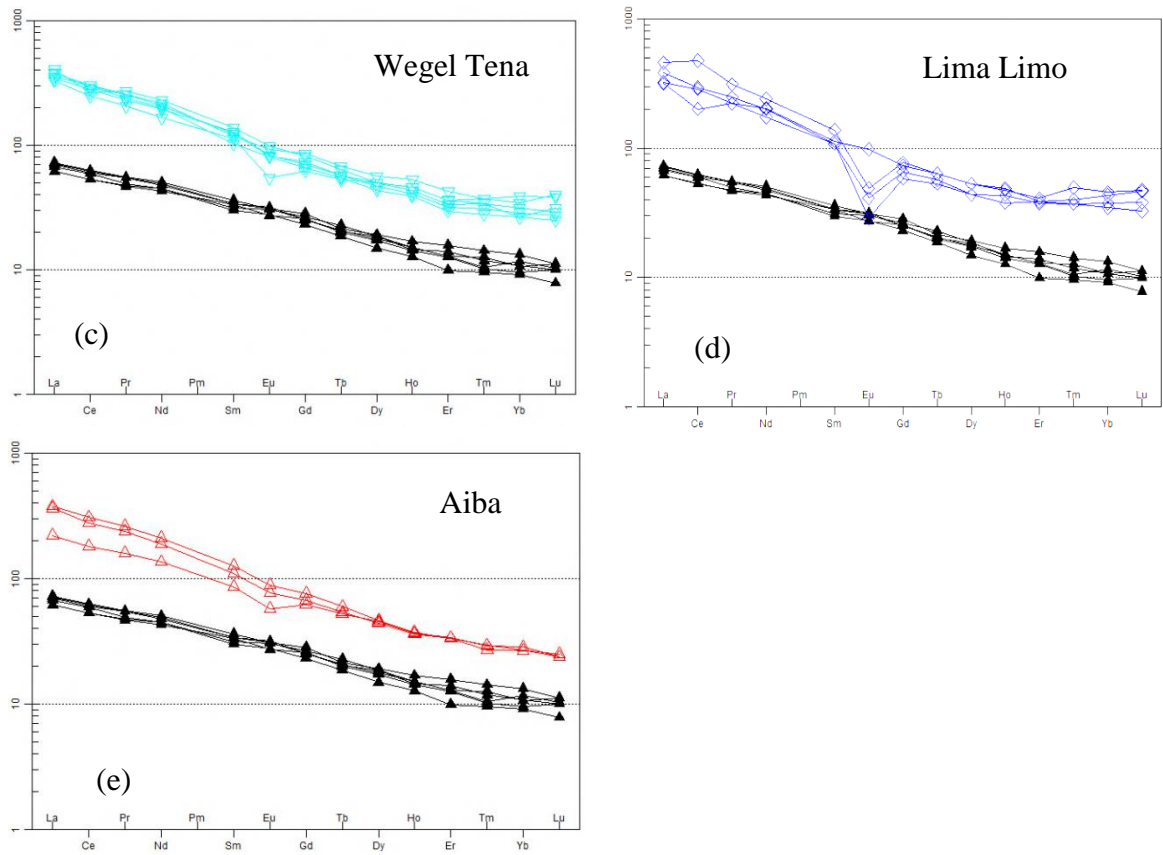 1000
Wegel Tena
100
10
(c)
La Pr Pm Eu Tb Ho Tm Lu
1
Ce Nd Sm Gd Dy Er Yb
1000
Lima Limo
100
10
(d)
La Pr Pm Eu Tb Ho Tm Lu
1
Ce Nd Sm Gd Dy Er Yb
1000
Aiba
100
10
(e)
La Pr Pm Eu Tb Ho Tm Lu
1
Ce Nd Sm Gd Dy Er Yb